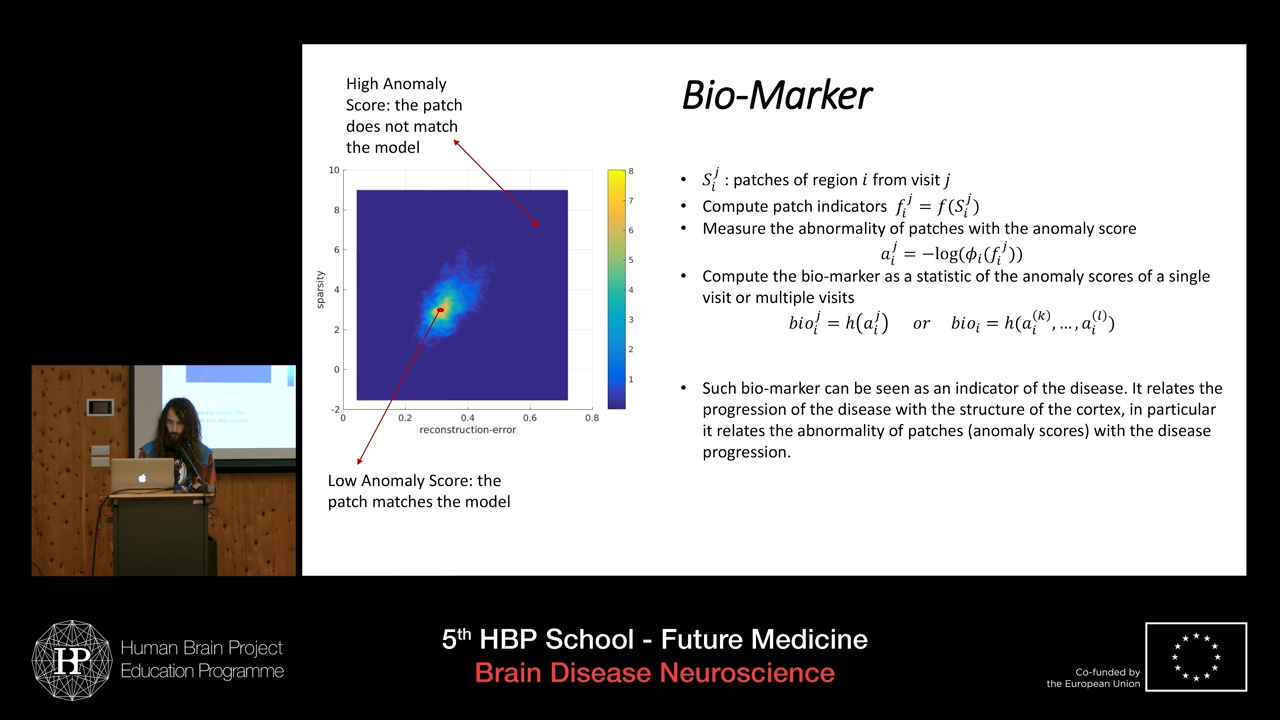 High Anomaly
Score: the patch
does not match
the model
10
8
6
4
2
0
-2
sparsity
0
0.2
0.4
0.6
0.8
reconstruction-error
8
7
6
5
4
3
2
1
Low Anomaly Score: the
patch matches the model
Bio-Marker
• S_i^j : patches of region i from visit j
• Compute patch indicators f_i^j = f(S_i^j)
• Measure the abnormality of patches with the anomaly score
a_i^j = −log(ϕ_i(f_i^j))
• Compute the bio-marker as a statistic of the anomaly scores of a single
visit or multiple visits
bio_i^j = h(a_i^j) or bio_i = h(a_i^(k), … , a_i^(l))
• Such bio-marker can be seen as an indicator of the disease. It relates the
progression of the disease with the structure of the cortex, in particular
it relates the abnormality of patches (anomaly scores) with the disease
progression.
HBP
Human Brain Project
Education Programme
5th HBP School - Future Medicine
Brain Disease Neuroscience
Co-funded by
the European Union